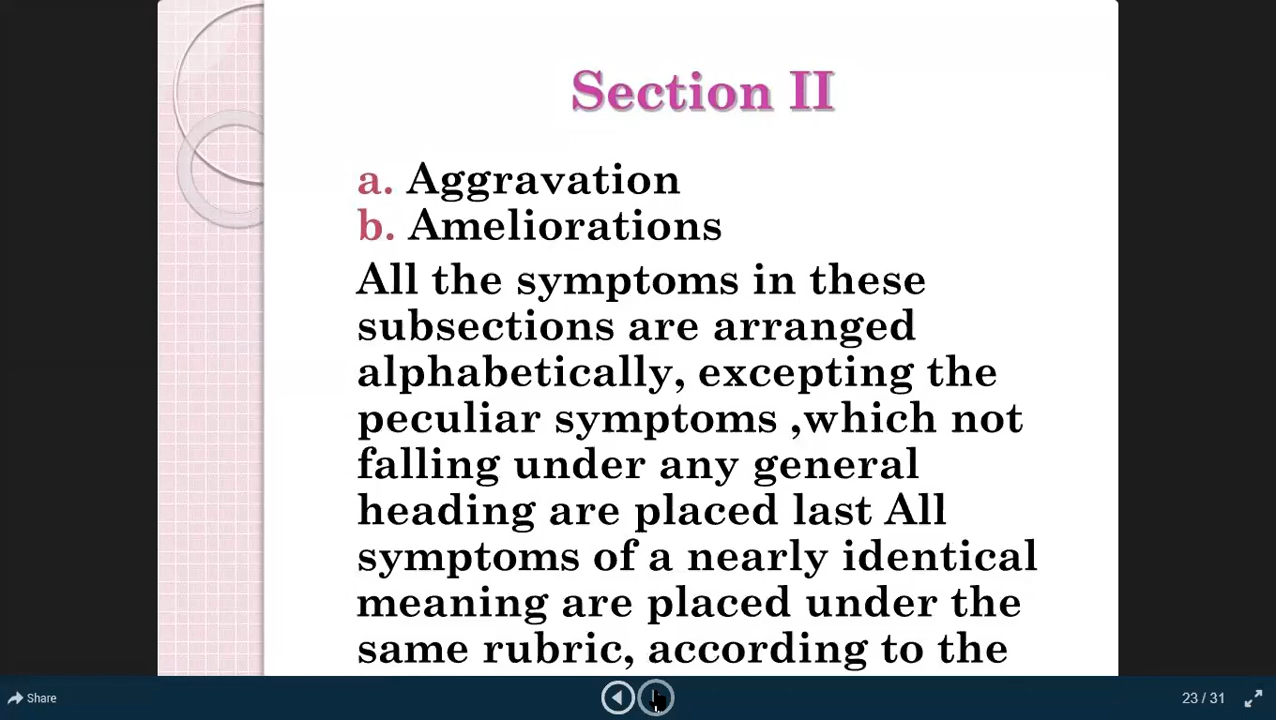 Section II
a. Aggravation
b. Ameliorations
All the symptoms in these
subsections are arranged
alphabetically, excepting the
peculiar symptoms ,which not
falling under any general
heading are placed last All
symptoms of a nearly identical
meaning are placed under the
same rubric, according to the
Share
23 / 31